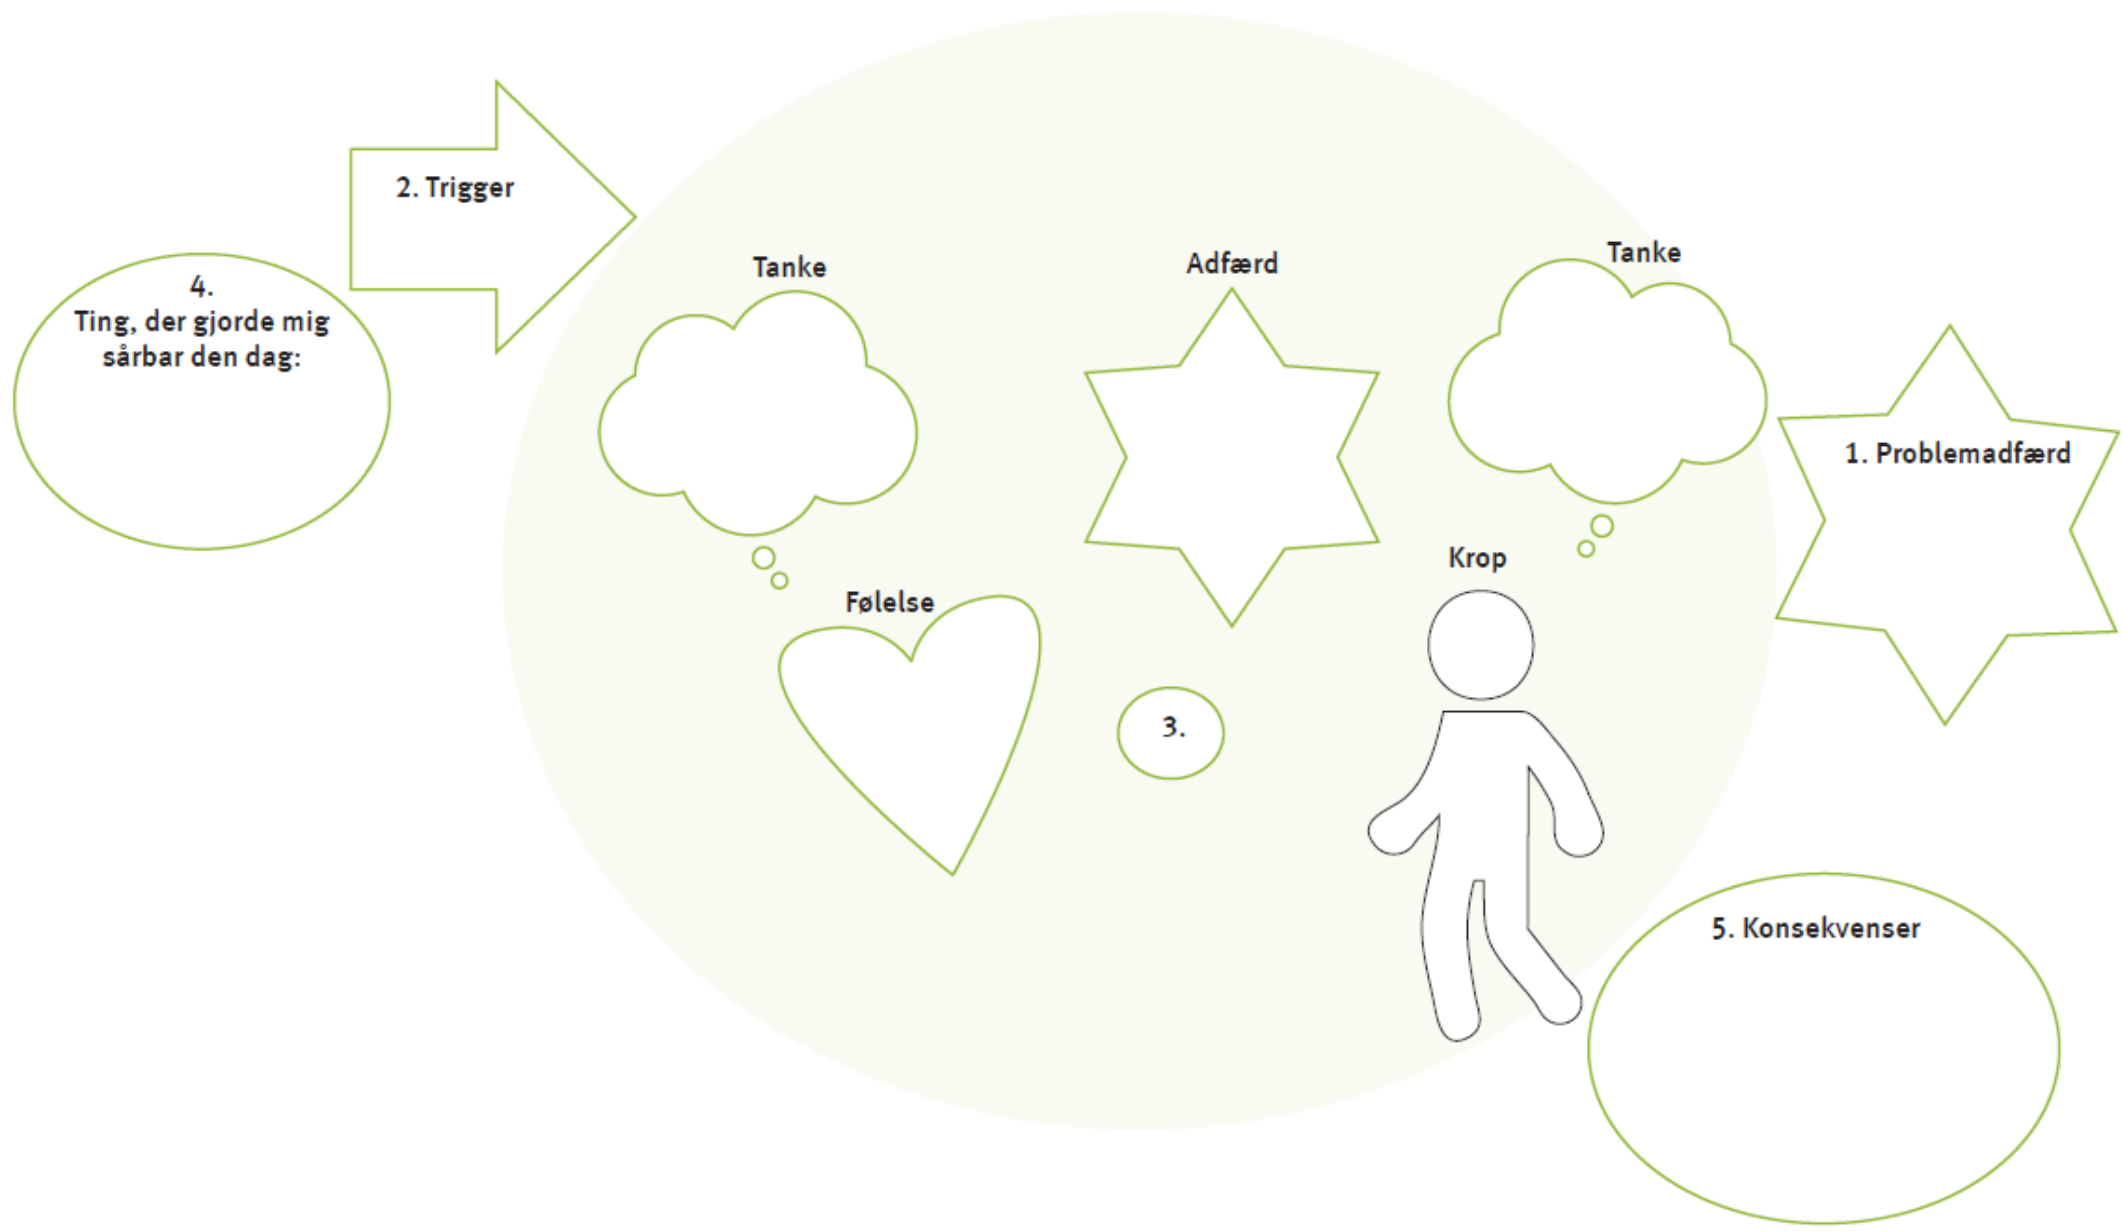 2. Trigger
4.
Ting, der gjorde mig
sårbar den dag:
Tanke
Adfærd
Tanke
1. Problemadfærd
Følelse
Krop
3.
5. Konsekvenser